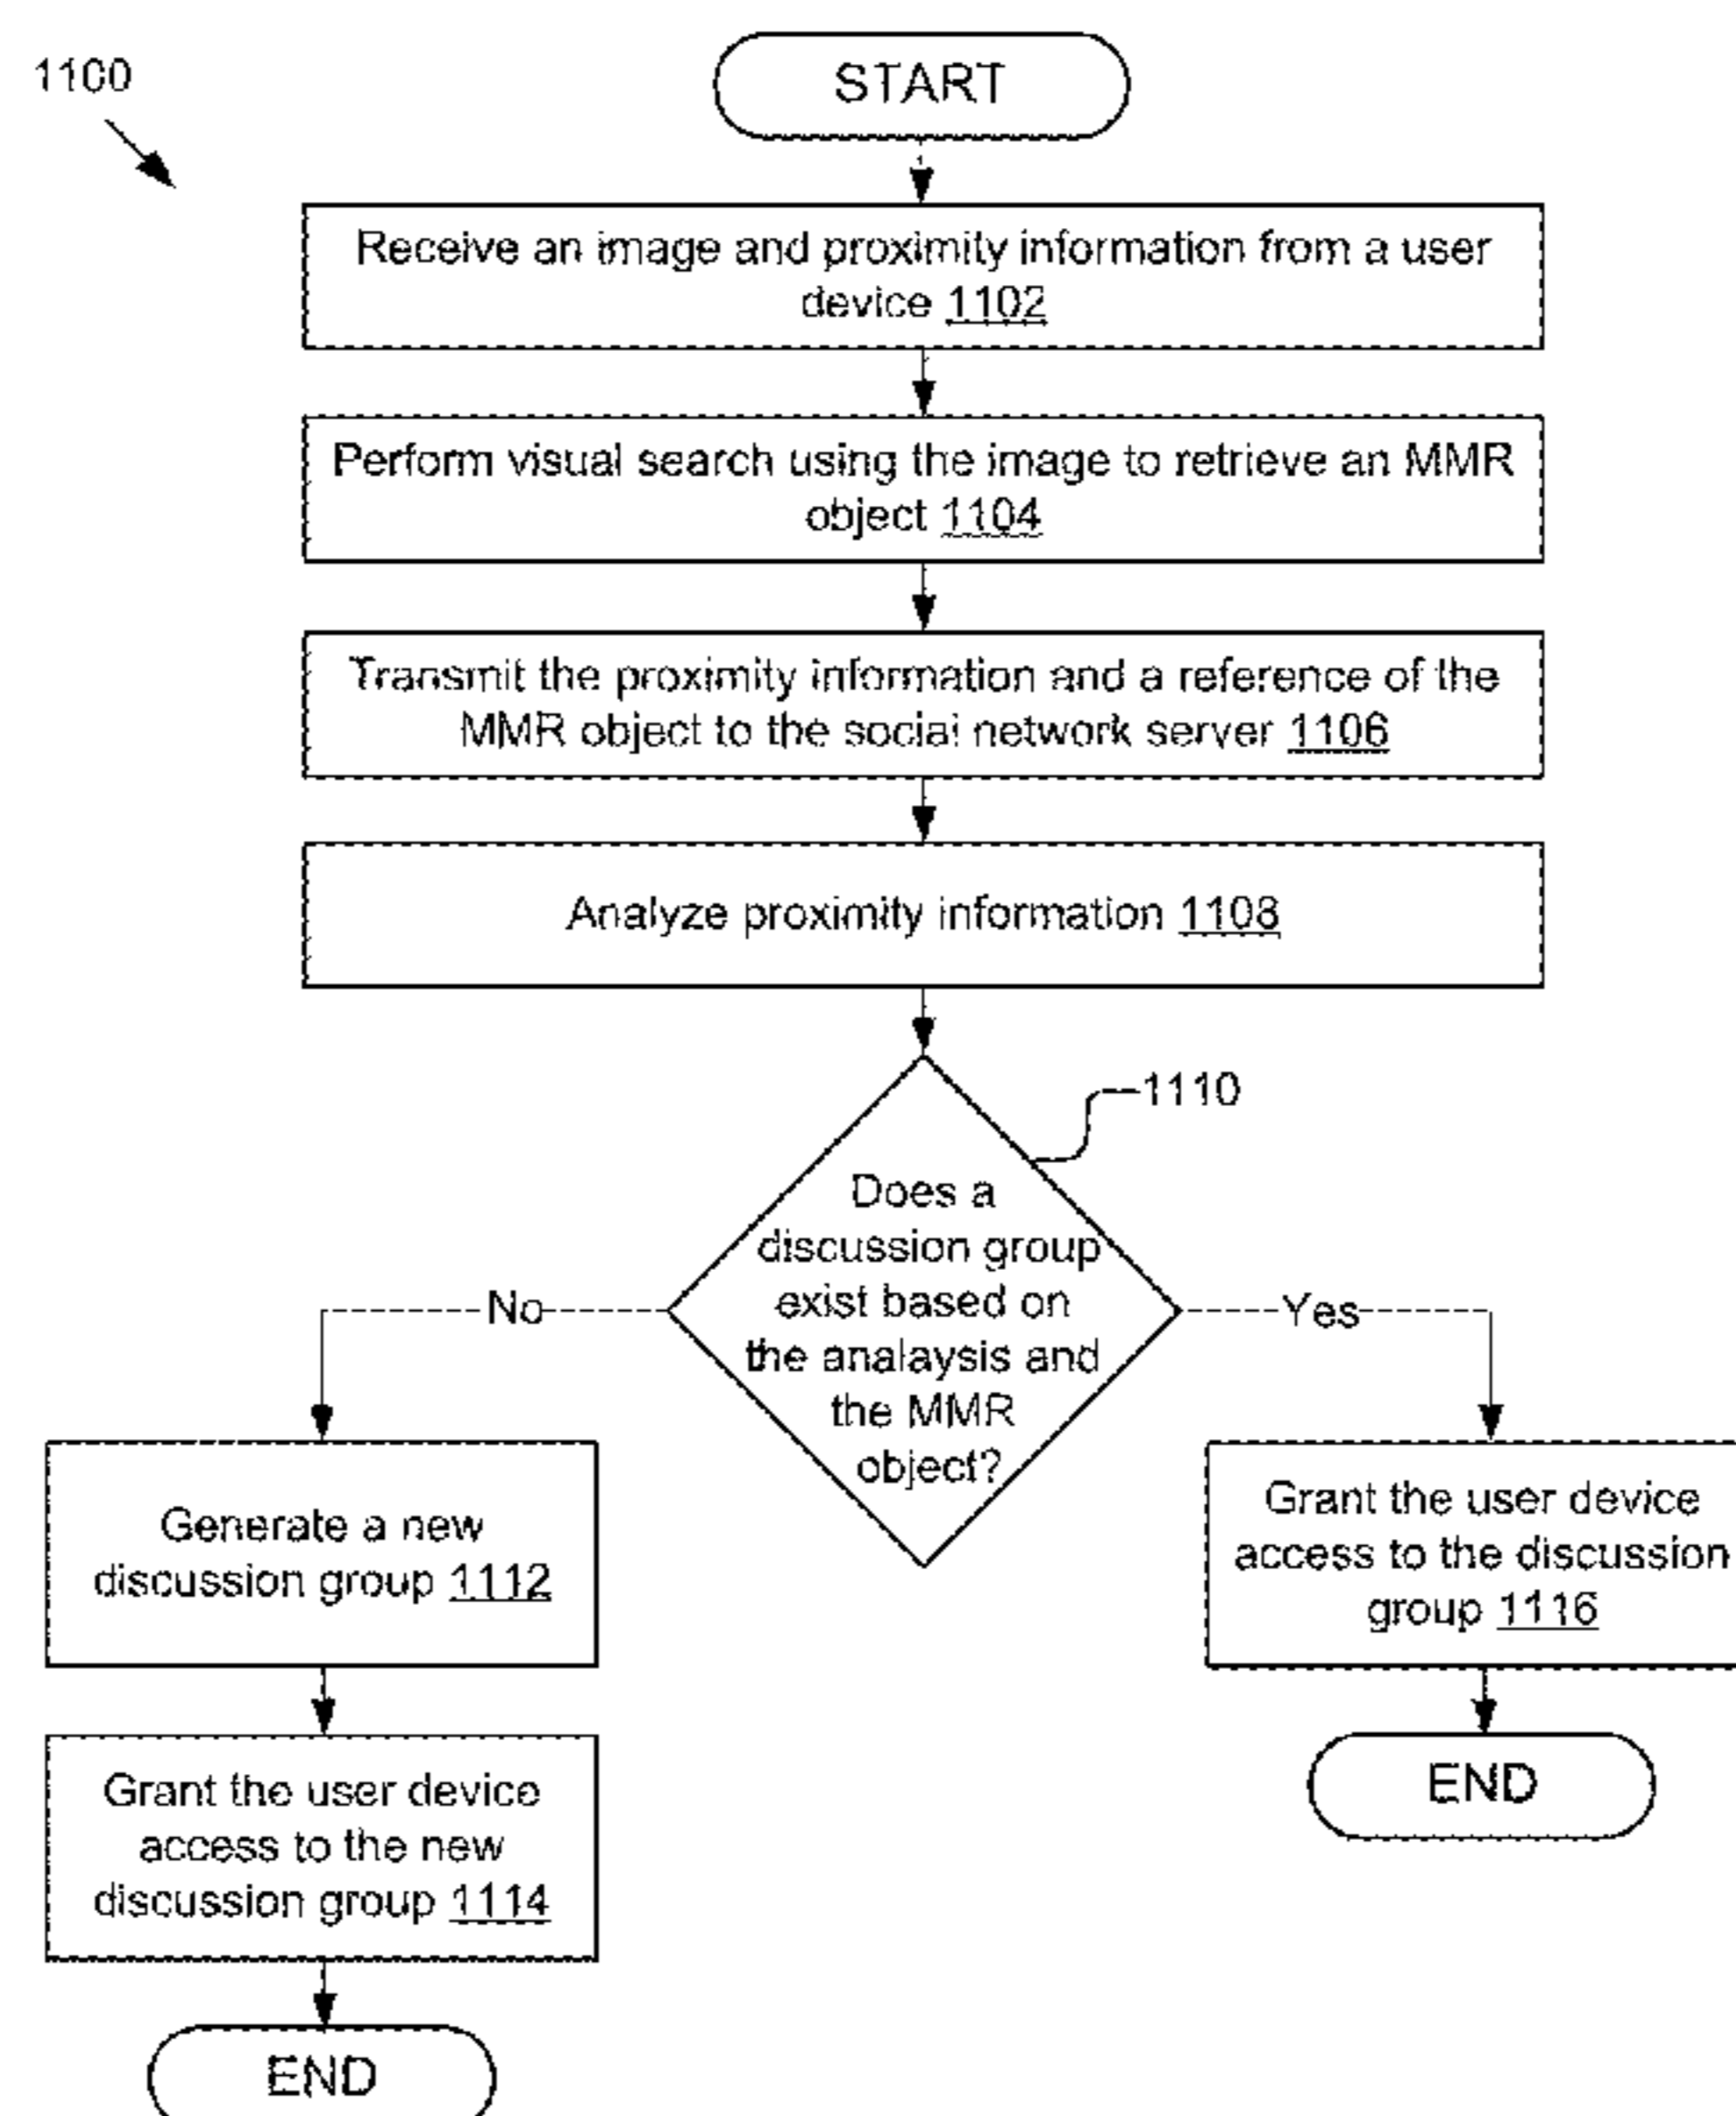 1100
START
Receive an image and proximity information from a user
device 1102
Perform visual search using the image to retrieve an MMR
object 1104
Transmit the proximity information and a reference of the
MMR object to the social network server 1106
Analyze proximity information 1108
1110
Does a
discussion group
exist based on
the analaysis and
the MMR
object?
No
Yes
Generate a new
discussion group 1112
Grant the user device
access to the discussion
group 1116
Grant the user device
access to the new
discussion group 1114
END
END